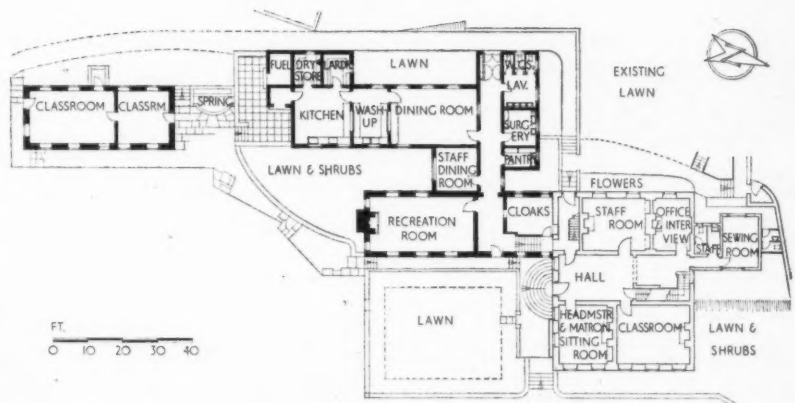 FUEL
DRY
STORE
LARDR
LAWN
W.CS.
LAV.
EXISTING
LAWN
CLASSROOM
CLASSRM
SPRING
KITCHEN
WASH
UP
DINING ROOM
SURG
ERY
PANTRY
STAFF
DINING
ROOM
LAWN & SHRUBS
FLOWERS
RECREATION
ROOM
CLOAKS
STAFF
ROOM
OFFICE
& INTER
VIEW
STAFF
SEWING
ROOM
HALL
LAWN
HEADMSTR
& MATRON
SITTING
ROOM
CLASSROOM
LAWN &
SHRUBS
FT.
0 10 20 30 40